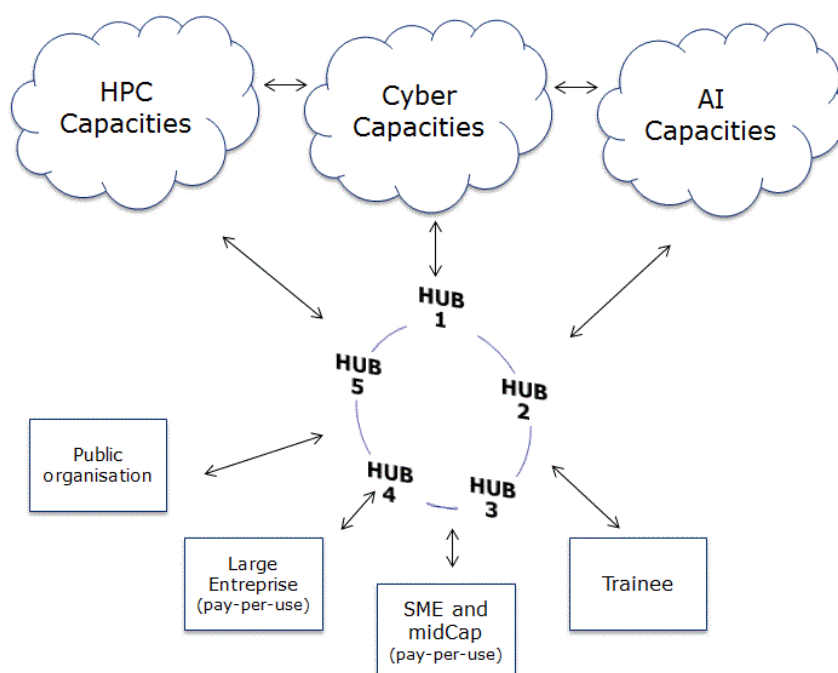 HPC
Capacities
Cyber
Capacities
AI
Capacities
HUB
1
HUB
5
HUB
2
HUB
4
HUB
3
Public
organisation
Large
Entreprise
(pay-per-use)
SME and
midCap
(pay-per-use)
Trainee